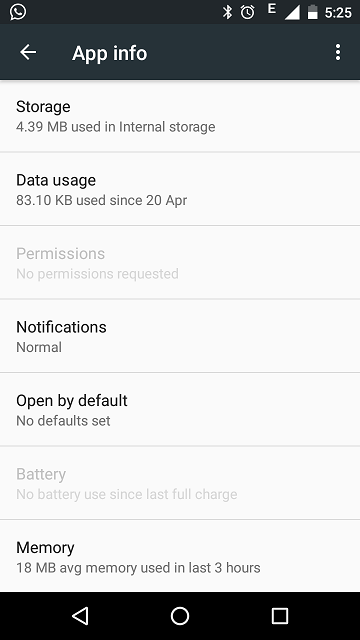 E 5:25
App info
Storage
4.39 MB used in Internal storage
Data usage
83.10 KB used since 20 Apr
Permissions
No permissions requested
Notifications
Normal
Open by default
No defaults set
Battery
No battery use since last full charge
Memory
18 MB avg memory used in last 3 hours